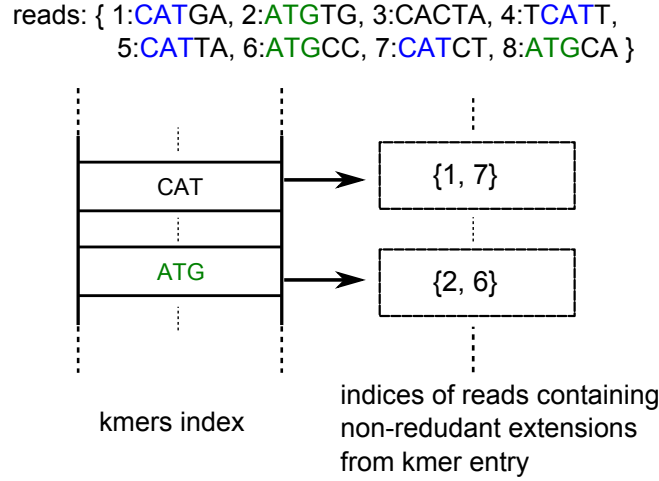 reads: { 1:CATGA, 2:ATGTG, 3:CACTA, 4:TCATT,
5:CATTA, 6:ATGCC, 7:CATCT, 8:ATGCA }
CAT
{1, 7}
ATG
{2, 6}
kmers index
indices of reads containing
non-redudant extensions
from kmer entry